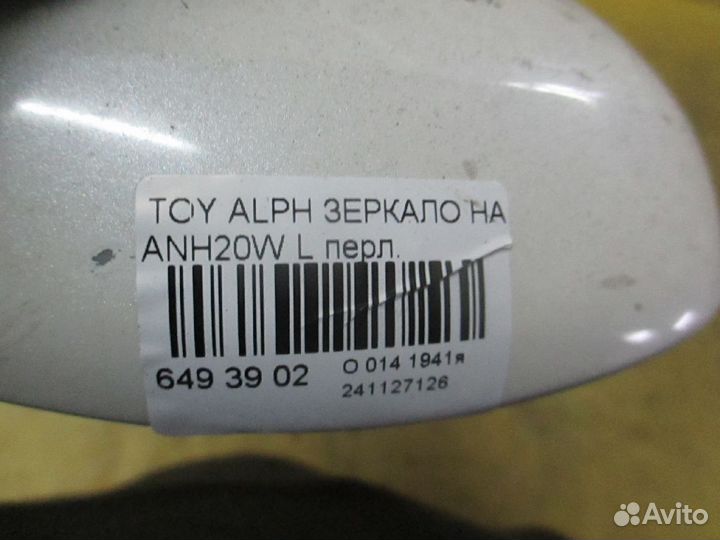 TOY ALPH ЗЕРКАЛО НА
ANH20W L перл.
649 39 02
О 014 1941я
241127126
Avito